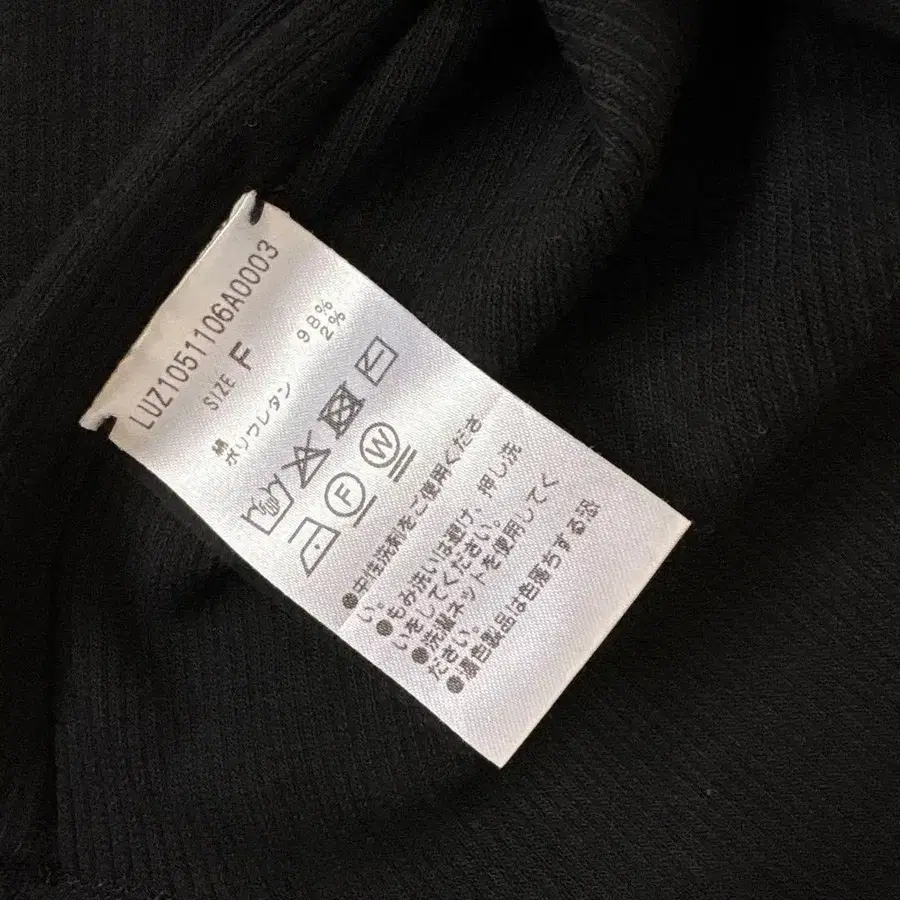 LUZ1051106A0003
SIZE F
綿 98%
ポリウレタン 2%
F W
●中性洗剤をご使用くださ
い。
●もみ洗いは避け、押し洗
いをしてください。
●洗濯ネットを使用してく
ださい。
●濃色製品は色落ちする恐